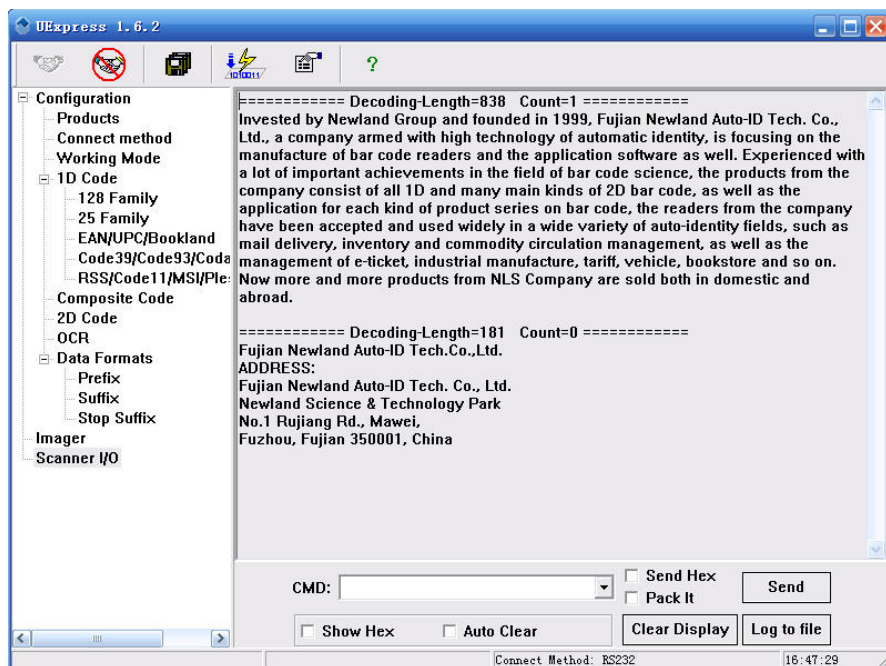 UExpress 1.6.2
1010011
?
Configuration
Products
Connect method
Working Mode
1D Code
128 Family
25 Family
EAN/UPC/Bookland
Code39/Code93/Coda
RSS/Code11/MSI/Ple
Composite Code
2D Code
OCR
Data Formats
Prefix
Suffix
Stop Suffix
Imager
Scanner I/O
============ Decoding-Length=838 Count=1 ============
Invested by Newland Group and founded in 1999, Fujian Newland Auto-ID Tech. Co.,
Ltd., a company armed with high technology of automatic identity, is focusing on the
manufacture of bar code readers and the application software as well. Experienced with
a lot of important achievements in the field of bar code science, the products from the
company consist of all 1D and many main kinds of 2D bar code, as well as the
application for each kind of product series on bar code, the readers from the company
have been accepted and used widely in a wide variety of auto-identity fields, such as
mail delivery, inventory and commodity circulation management, as well as the
management of e-ticket, industrial manufacture, tariff, vehicle, bookstore and so on.
Now more and more products from NLS Company are sold both in domestic and
abroad.
============ Decoding-Length=181 Count=0 ============
Fujian Newland Auto-ID Tech.Co.,Ltd.
ADDRESS:
Fujian Newland Auto-ID Tech. Co., Ltd.
Newland Science & Technology Park
No.1 Rujiang Rd., Mawei,
Fuzhou, Fujian 350001, China
CMD:
Send Hex
Pack It
Send
Show Hex
Auto Clear
Clear Display
Log to file
Connect Method: RS232
16:47:29